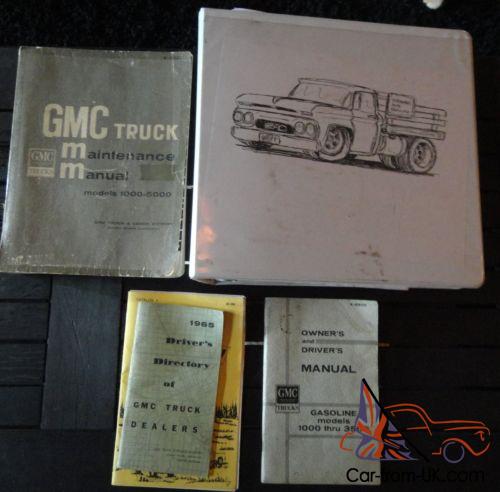 GMC TRUCK
maintenance
manual
models 1000-5000
GMC
TRUCKS
1965
Driver's
Directory
of
GMC TRUCK
DEALERS
OWNER'S
and
DRIVER'S
MANUAL
GMC
TRUCKS
GASOLINE
models
1000 thru
Car-from-UK.com